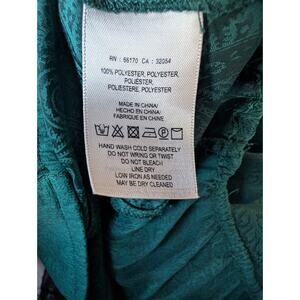 RN : 66170 CA : 32054
100% POLYESTER, POLYESTER,
POLIÉSTER,
POLIESTERE, POLYESTER
MADE IN CHINA/
HECHO EN CHINA/
FABRIQUE EN CHINE
HAND WASH COLD SEPARATELY
DO NOT WRING OR TWIST
DO NOT BLEACH
LINE DRY
LOW IRON AS NEEDED
MAY BE DRY CLEANED